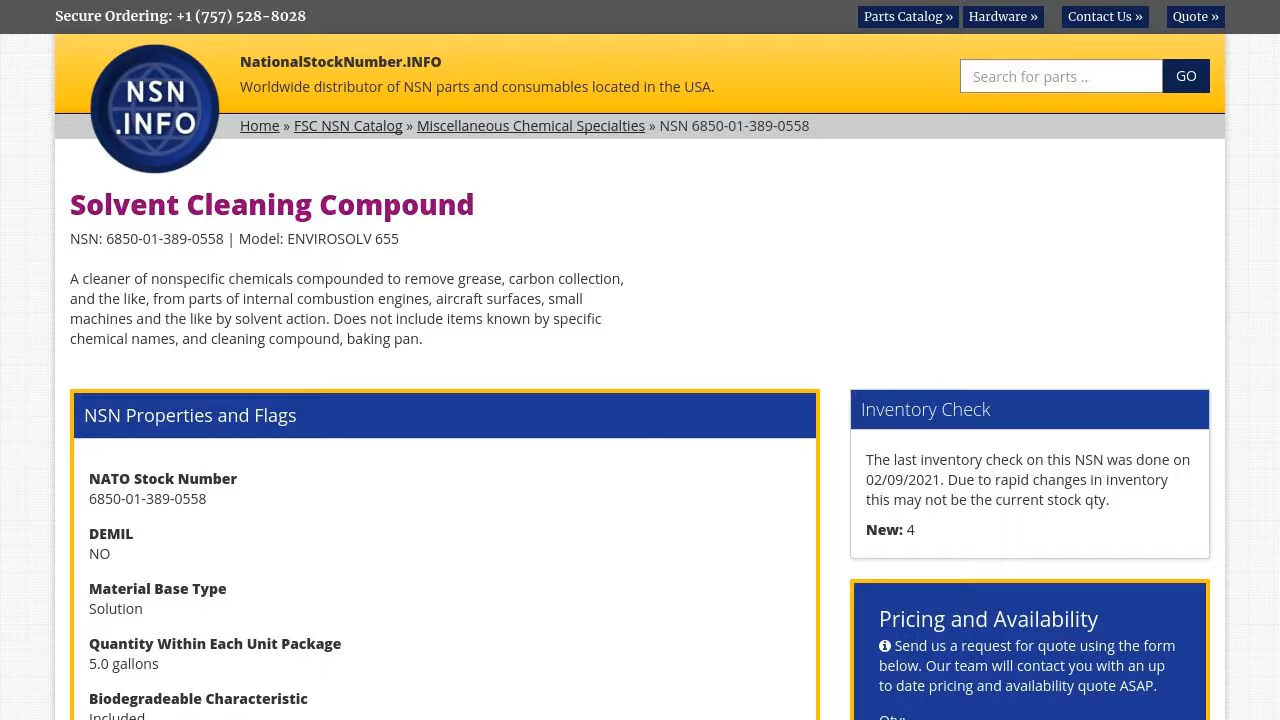 Secure Ordering: +1 (757) 528-8028
Parts Catalog » Hardware » Contact Us » Quote »
NSN
.INFO
NationalStockNumber.INFO
Worldwide distributor of NSN parts and consumables located in the USA.
Search for parts ..
GO
Home » FSC NSN Catalog » Miscellaneous Chemical Specialties » NSN 6850-01-389-0558
Solvent Cleaning Compound
NSN: 6850-01-389-0558 | Model: ENVIROSOLV 655
A cleaner of nonspecific chemicals compounded to remove grease, carbon collection,
and the like, from parts of internal combustion engines, aircraft surfaces, small
machines and the like by solvent action. Does not include items known by specific
chemical names, and cleaning compound, baking pan.
NSN Properties and Flags
NATO Stock Number
6850-01-389-0558
DEMIL
NO
Material Base Type
Solution
Quantity Within Each Unit Package
5.0 gallons
Biodegradeable Characteristic
Included
Inventory Check
The last inventory check on this NSN was done on
02/09/2021. Due to rapid changes in inventory
this may not be the current stock qty.
New: 4
Pricing and Availability
Send us a request for quote using the form
below. Our team will contact you with an up
to date pricing and availability quote ASAP.
Qty: